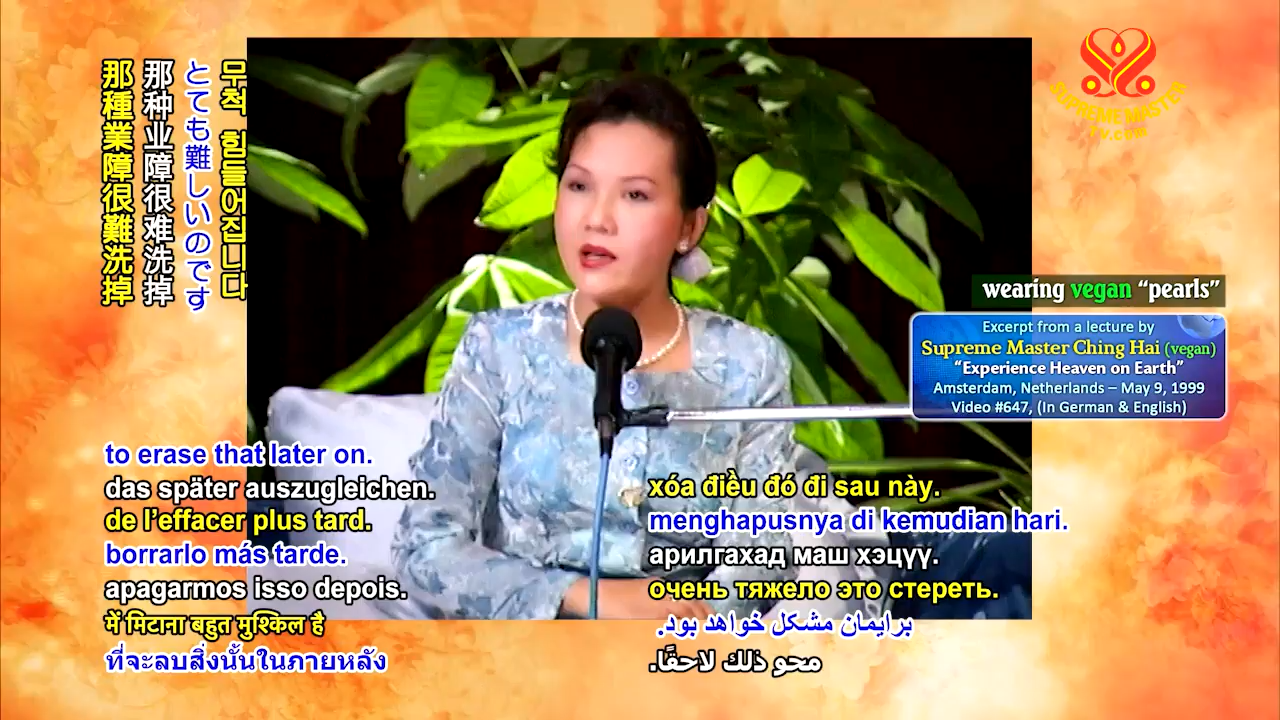 那種業障很難洗掉
那种业障很难洗掉
とても難しいのです
무척 힘들어집니다
SUPREME MASTER
TV.com
wearing vegan “pearls”
Excerpt from a lecture by
Supreme Master Ching Hai (vegan)
“Experience Heaven on Earth”
Amsterdam, Netherlands – May 9, 1999
Video #647, (In German & English)
to erase that later on.
das später auszugleichen.
de l’effacer plus tard.
borrarlo más tarde.
apagarmos isso depois.
में मिटाना बहुत मुश्किल है
ที่จะลบสิ่งนั้นในภายหลัง
xóa điều đó đi sau này.
menghapusnya di kemudian hari.
арилгахад маш хэцүү.
очень тяжело это стереть.
برایمان مشکل خواهد بود.
محو ذلك لاحقًا.